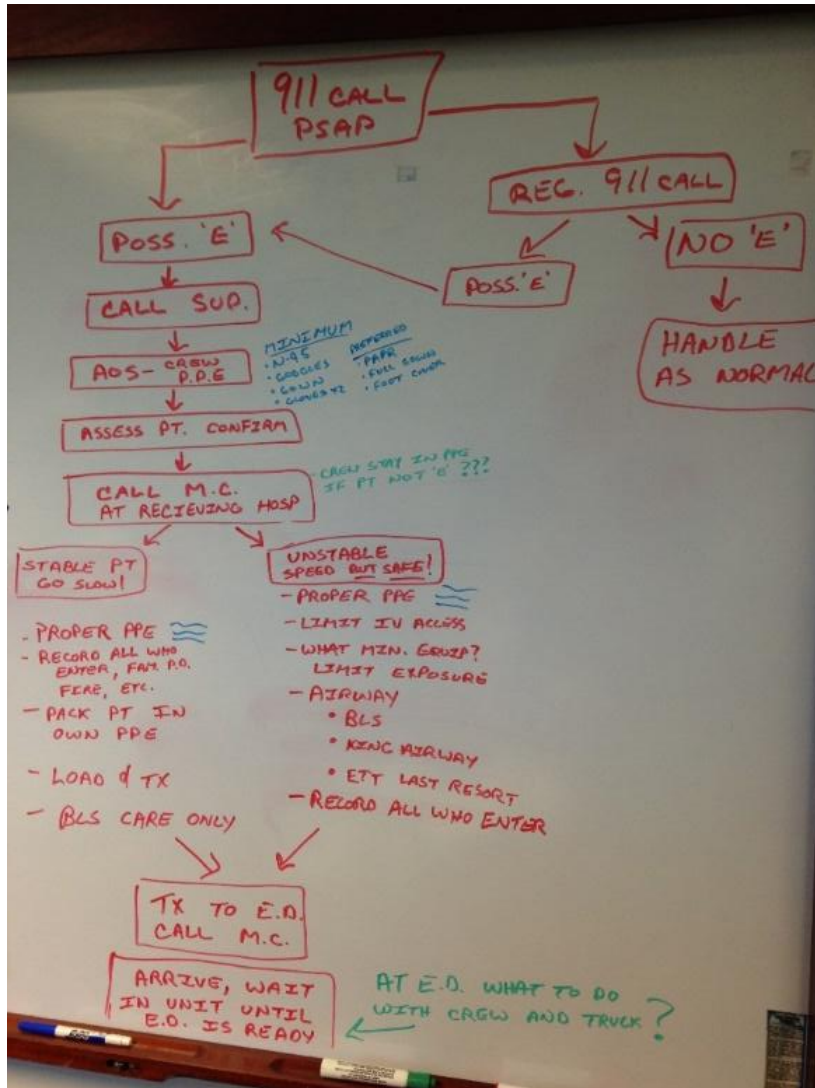 911 CALL
PSAP
REG. 911 CALL
POSS. 'E'
NO 'E'
POSS. 'E'
CALL SUP.
HANDLE
AS NORMAL
AOS - CREW
P.P.E
MINIMUM
• N-95
• GOGGLES
• GOWN
• GLOVES x2
PREFERRED
• PAPR
• FULL GOWN
• FOOT COVER
ASSESS PT. CONFIRM
CALL M.C.
AT RECIEVING HOSP
- CREW STAY IN PPE
IF PT NOT 'E' ???
STABLE PT
GO SLOW!
- PROPER PPE
- RECORD ALL WHO
ENTER, FAM. P.D.
FIRE, ETC.
- PACK PT IN
OWN PPE
- LOAD & TX
- BLS CARE ONLY
UNSTABLE
SPEED BUT SAFE!
- PROPER PPE
- LIMIT IV ACCESS
- WHAT MIN. EQUIP?
LIMIT EXPOSURE
- AIRWAY
• BLS
• KING AIRWAY
• ETT LAST RESORT
- RECORD ALL WHO ENTER
TX TO E.D.
CALL M.C.
ARRIVE, WAIT
IN UNIT UNTIL
E.D. IS READY
AT E.D. WHAT TO DO
WITH CREW AND TRUCK?